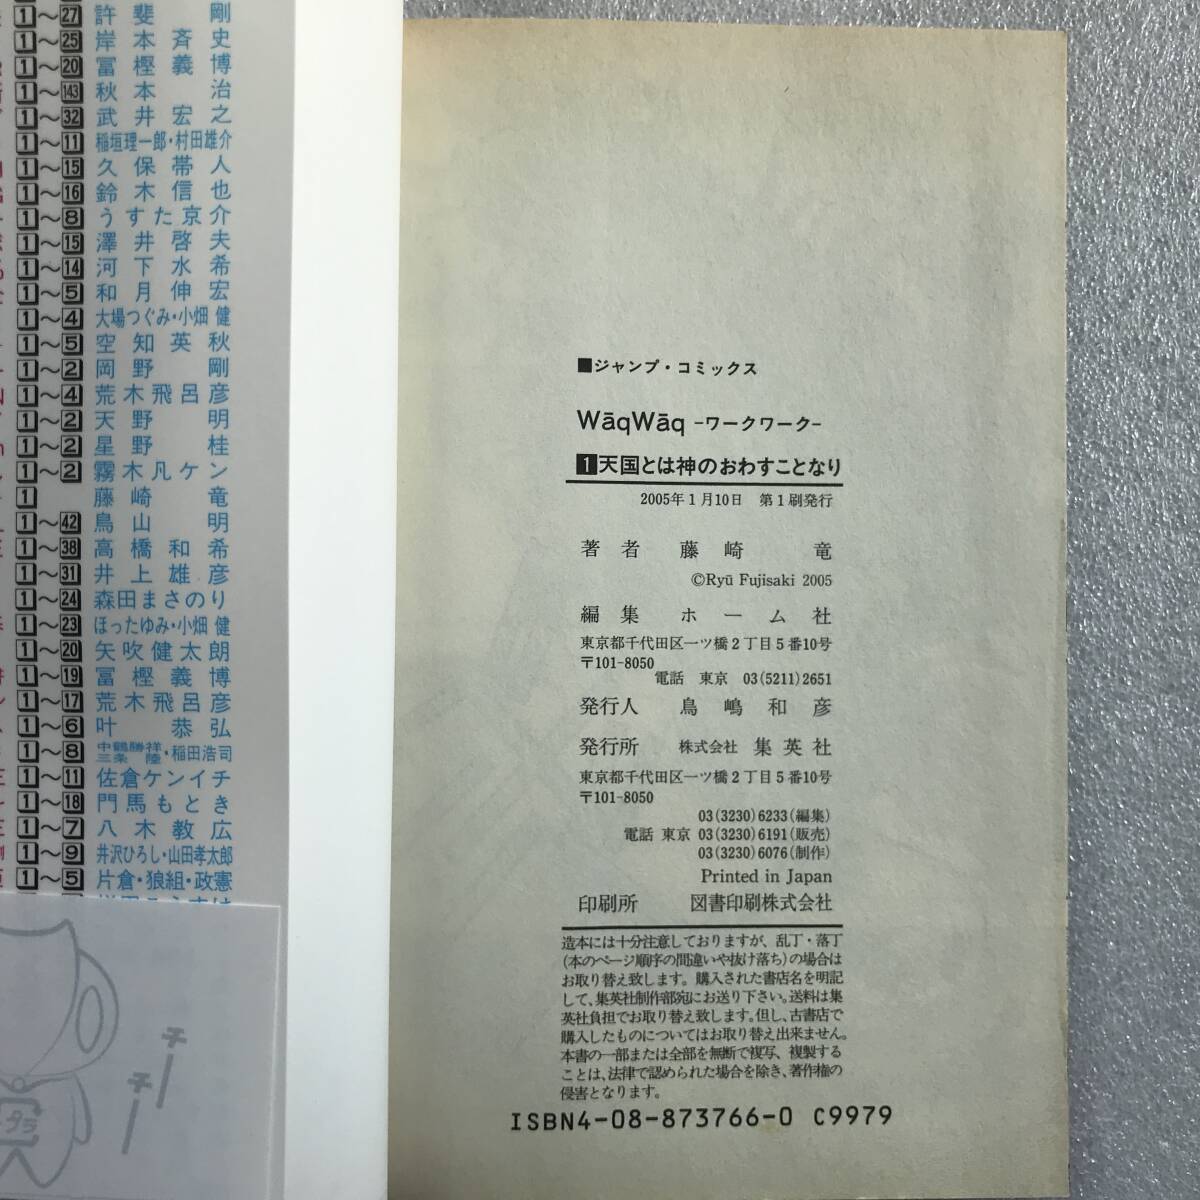 1～27 許斐剛
1～25 岸本斉史
1～20 冨樫義博
1～143 秋本治
1～32 武井宏之
1～11 稲垣理一郎・村田雄介
1～15 久保帯人
1～16 鈴木信也
1～8 うすた京介
1～15 澤井啓夫
1～14 河下水希
1～5 和月伸宏
1～4 大場つぐみ・小畑健
1～5 空知英秋
1～2 岡野剛
1～4 荒木飛呂彦
1～2 天野明
1～2 星野桂
1～2 霧木凡ケン
1 藤崎竜
1～42 鳥山明
1～38 高橋和希
1～31 井上雄彦
1～24 森田まさのり
1～23 ほったゆみ・小畑健
1～20 矢吹健太朗
1～19 冨樫義博
1～17 荒木飛呂彦
1～6 叶恭弘
1～8 中鶴勝祥 三条陸・稲田浩司
1～11 佐倉ケンイチ
1～18 門馬もとき
1～7 八木教広
1～9 井沢ひろし・山田孝太郎
1～5 片倉・狼組・政憲
チー
チー
■ジャンプ・コミックス
WāqWāq -ワークワーク-
1天国とは神のおわすことなり
2005年1月10日 第1刷発行
著者 藤崎竜
©Ryū Fujisaki 2005
編集 ホーム社
東京都千代田区一ツ橋2丁目5番10号
〒101-8050
電話 東京 03(5211)2651
発行人 鳥嶋和彦
発行所 株式会社 集英社
東京都千代田区一ツ橋2丁目5番10号
〒101-8050
03(3230)6233(編集)
電話 東京 03(3230)6191(販売)
03(3230)6076(制作)
Printed in Japan
印刷所 図書印刷株式会社
造本には十分注意しておりますが、乱丁・落丁
(本のページ順序の間違いや抜け落ち)の場合は
お取り替え致します。購入された書店名を明記
して、集英社制作部宛にお送り下さい。送料は集
英社負担でお取り替え致します。但し、古書店で
購入したものについてはお取り替え出来ません。
本書の一部または全部を無断で複写、複製する
ことは、法律で認められた場合を除き、著作権の
侵害となります。
ISBN4-08-873766-0 C9979